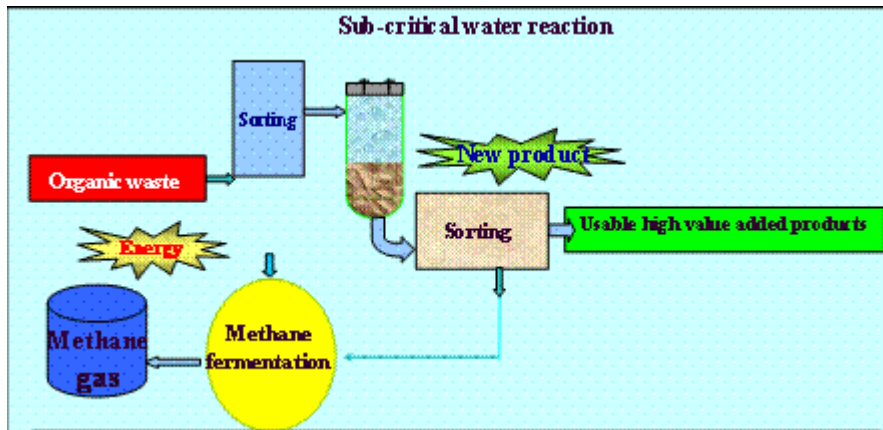 Sub-critical water reaction
Sorting
New product
Organic waste
Sorting
Usable high value added products
Energy
Methane
fermentation
Methane
gas